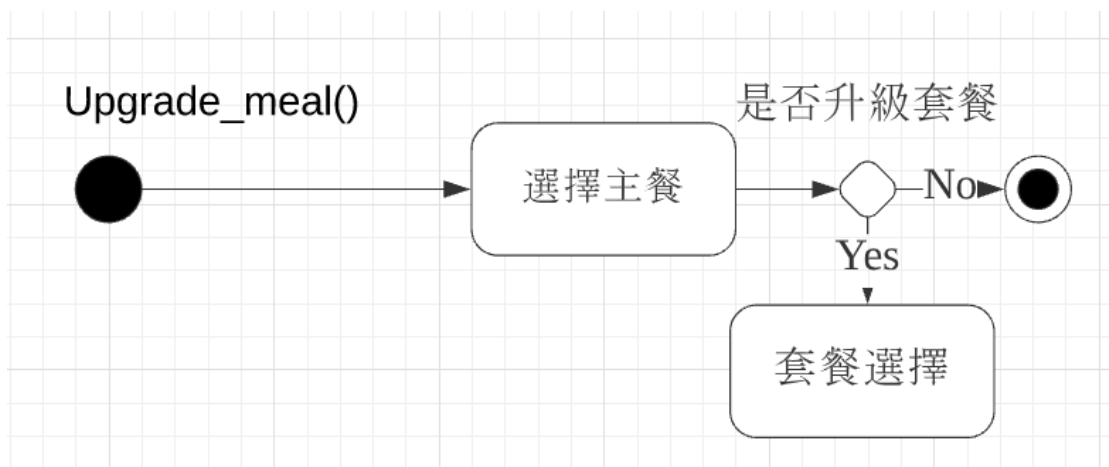 Upgrade_meal()
是否升級套餐
選擇主餐
No
Yes
套餐選擇